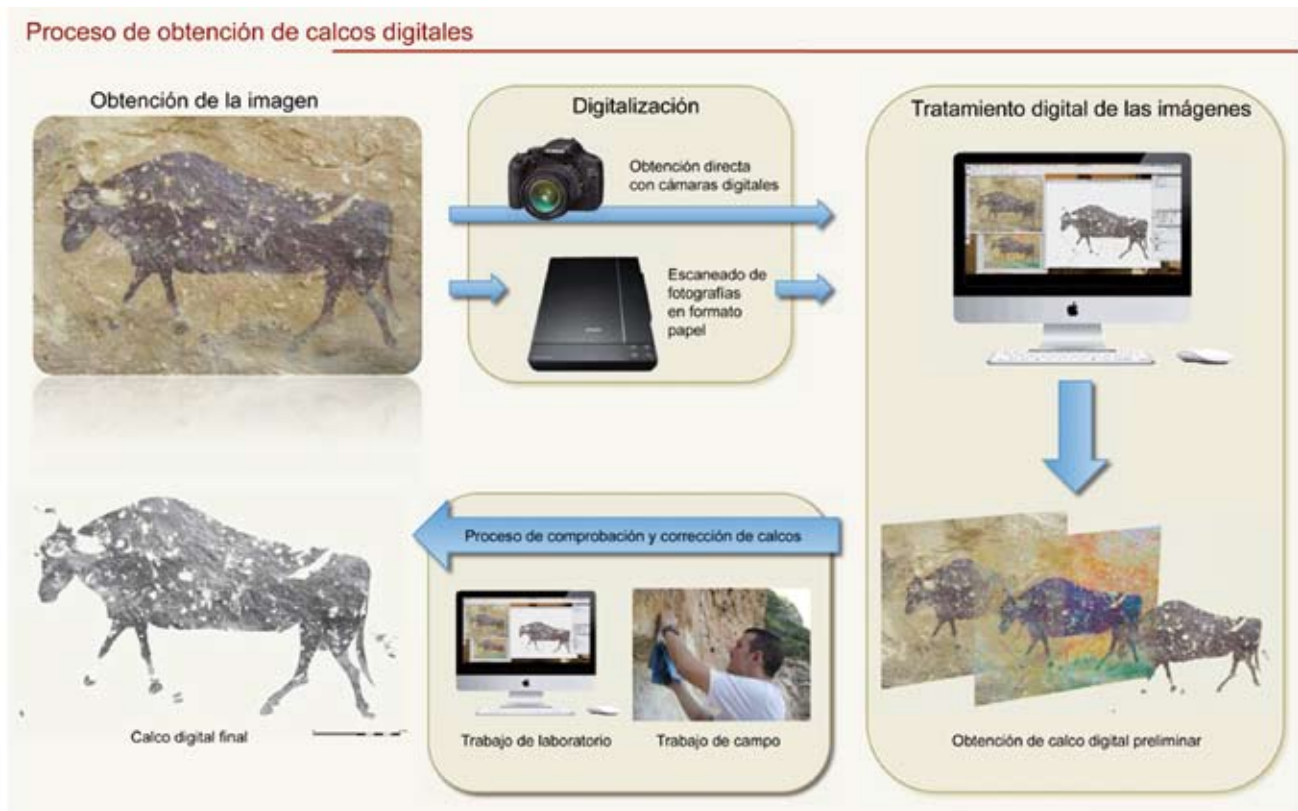 Proceso de obtención de calcos digitales
Obtención de la imagen
Digitalización
Obtención directa
con cámaras digitales
Escaneado de
fotografías
en formato
papel
Tratamiento digital de las imágenes
Obtención de calco digital preliminar
Proceso de comprobación y corrección de calcos
Trabajo de laboratorio
Trabajo de campo
Calco digital final